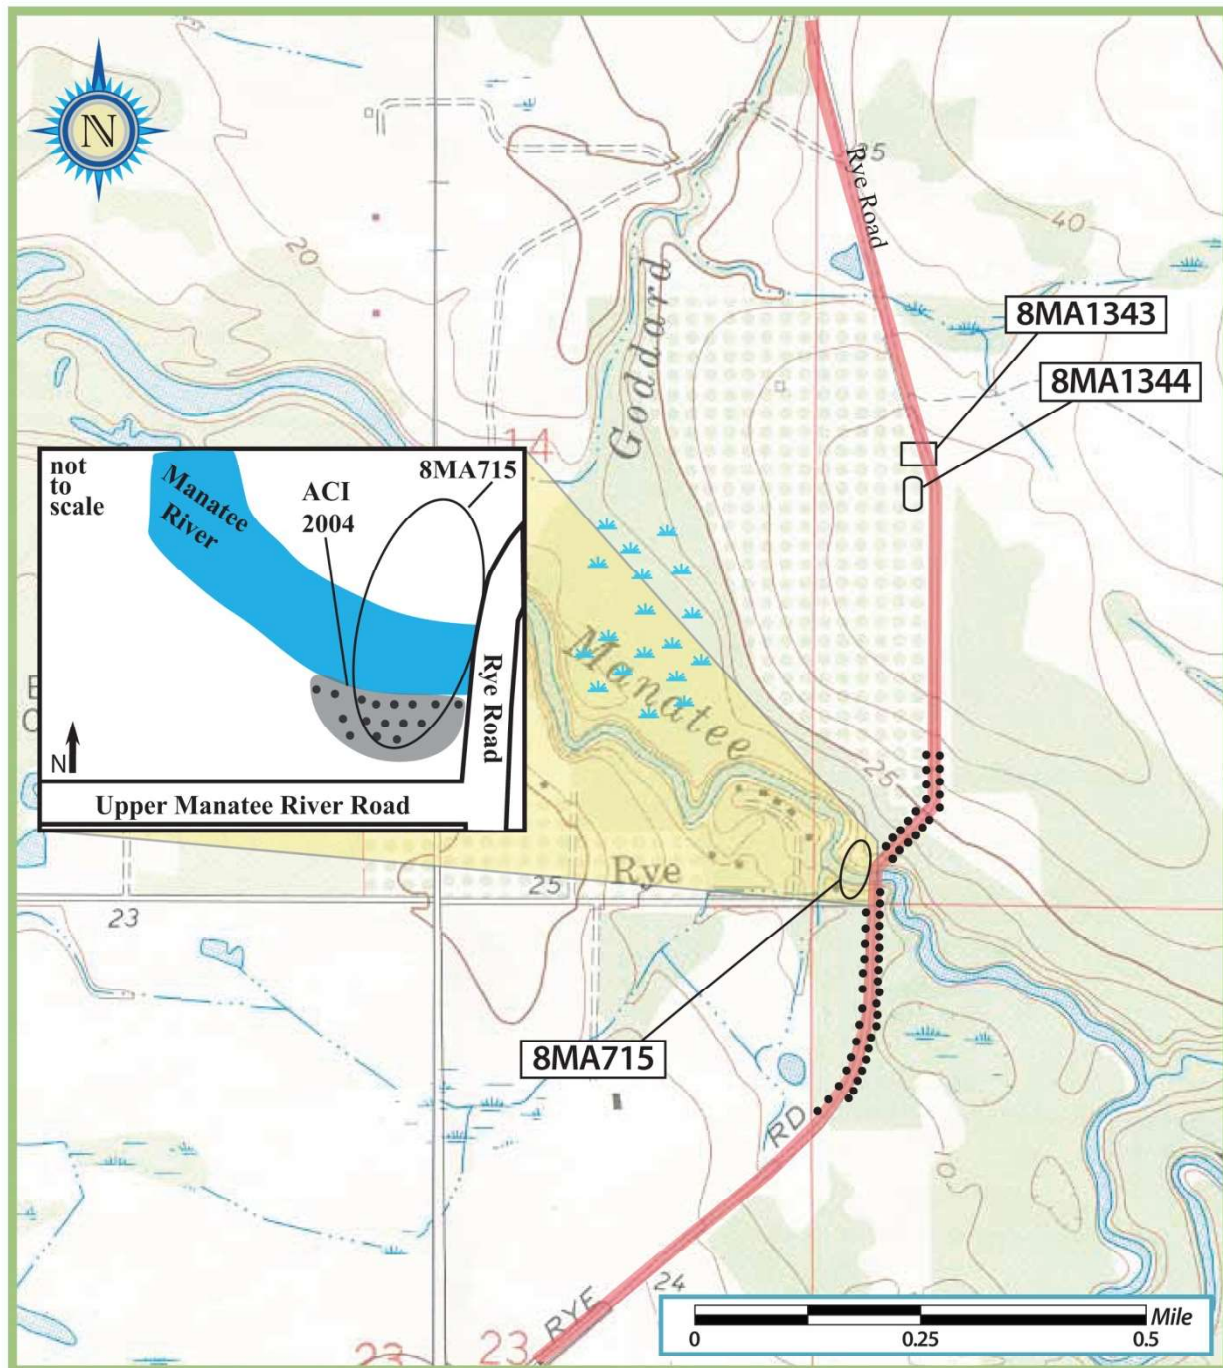 N
Rye Road
25
40
20
Goddard
8MA1343
8MA1344
14
not
to
scale
Manatee
River
ACI
2004
8MA715
Rye Road
N
Upper Manatee River Road
Manatee
25
Rye
25
23
8MA715
RD
10
RYE
24
23
23
Mile
0
0.25
0.5